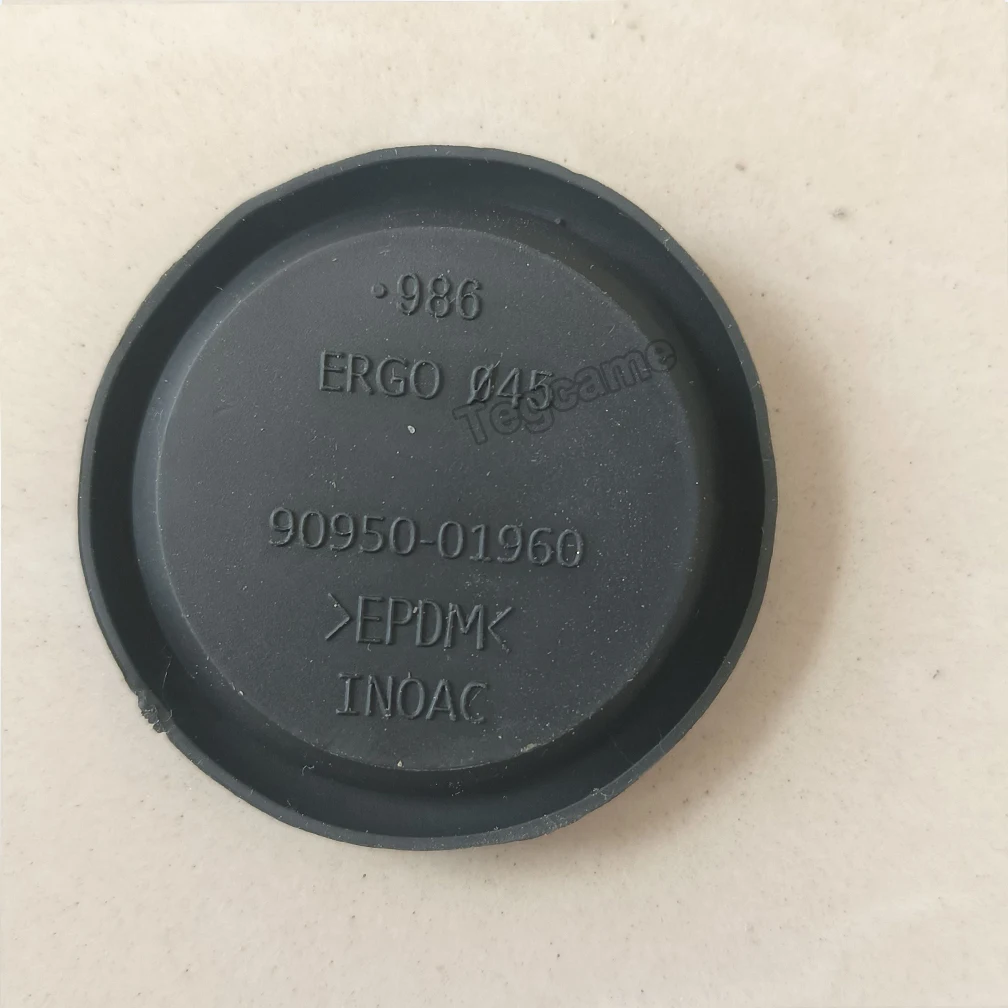 ·986
ERGO Ø45
Tegcame
90950-01960
>EPDM<
INOAC